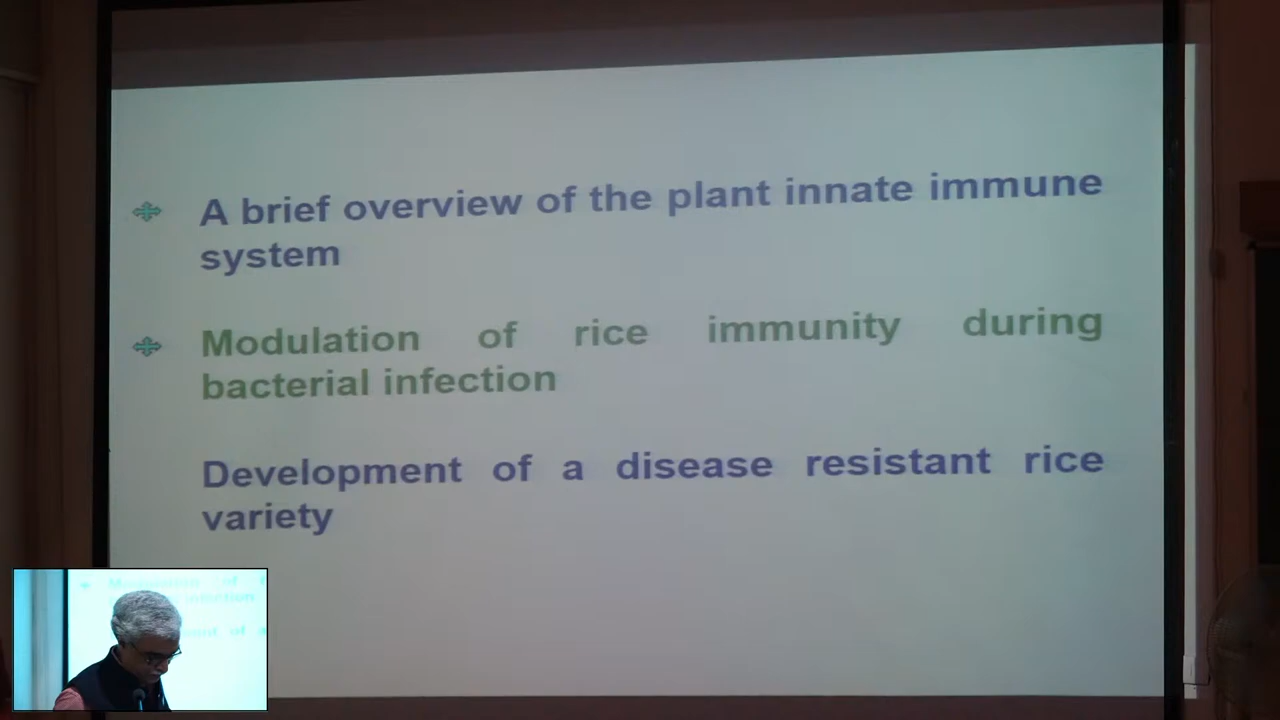 A brief overview of the plant innate immune
system
Modulation of rice immunity during
bacterial infection
Development of a disease resistant rice
variety